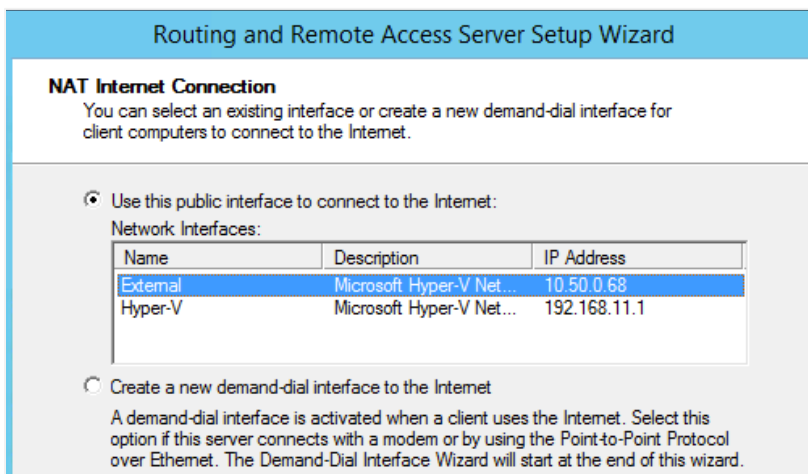 Routing and Remote Access Server Setup Wizard
NAT Internet Connection
You can select an existing interface or create a new demand-dial interface for
client computers to connect to the Internet.
Use this public interface to connect to the Internet:
Network Interfaces:
Name Description IP Address
External Microsoft Hyper-V Net... 10.50.0.68
Hyper-V Microsoft Hyper-V Net... 192.168.11.1
Create a new demand-dial interface to the Internet
A demand-dial interface is activated when a client uses the Internet. Select this
option if this server connects with a modem or by using the Point-to-Point Protocol
over Ethernet. The Demand-Dial Interface Wizard will start at the end of this wizard.